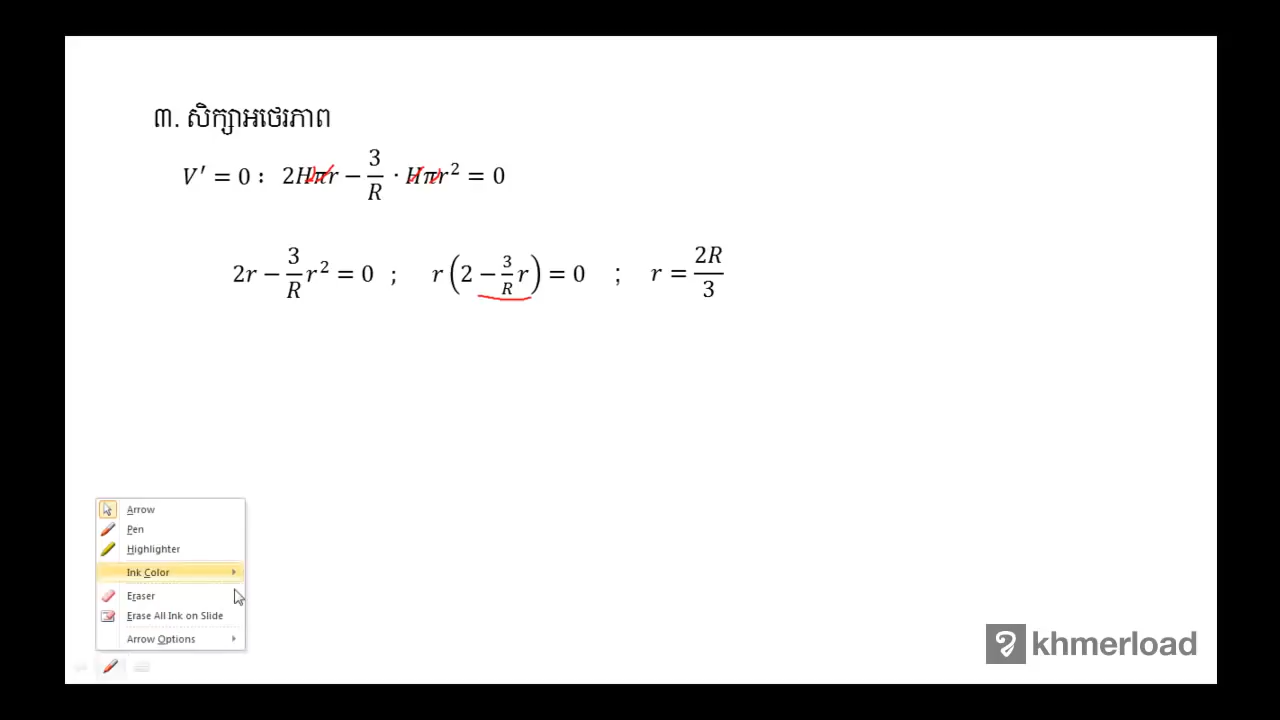 ៣. សិក្សាអថេរភាព
V′ = 0 : 2Hπr − 3/R · Hπr² = 0
2r − 3/R r² = 0 ; r(2 − 3/R r) = 0 ; r = 2R/3
Arrow
Pen
Highlighter
Ink Color
Eraser
Erase All Ink on Slide
Arrow Options
khmerload